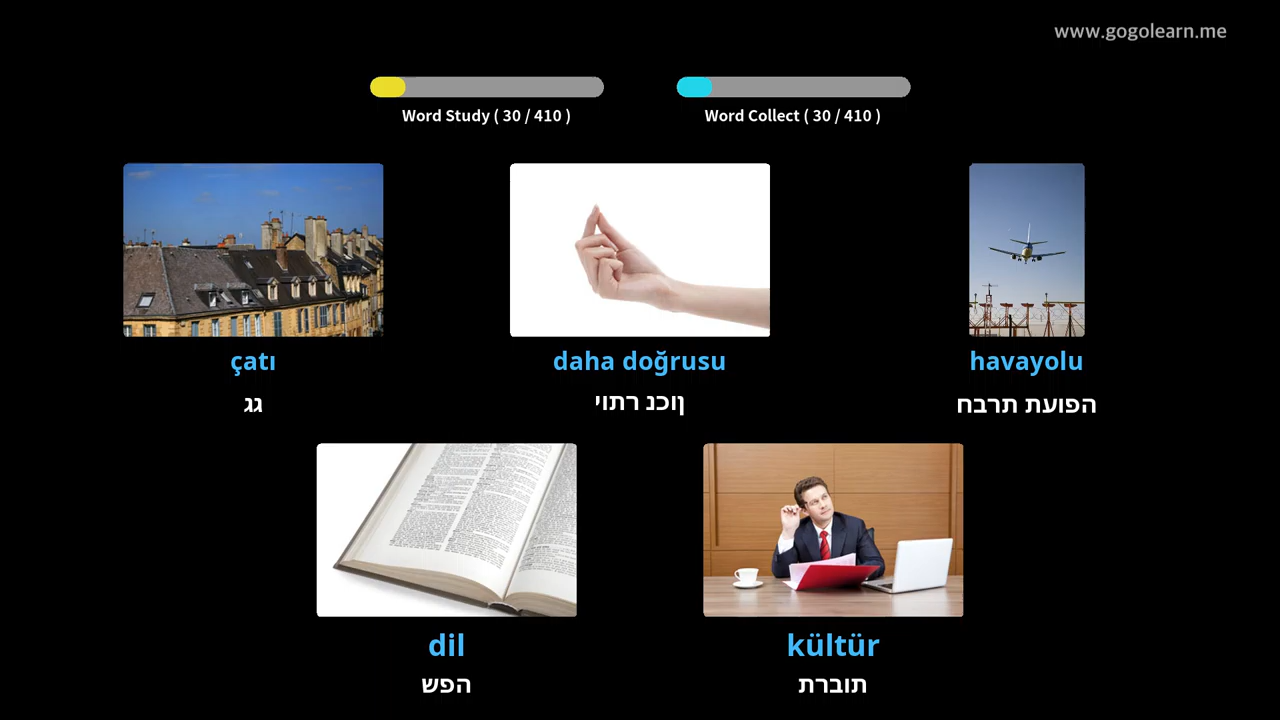 www.gogolearn.me
Word Study ( 30 / 410 )
Word Collect ( 30 / 410 )
çatı
גג
daha doğrusu
ןוכנ רתוי
havayolu
הפועת תרבח
dil
הפש
kültür
תוברת